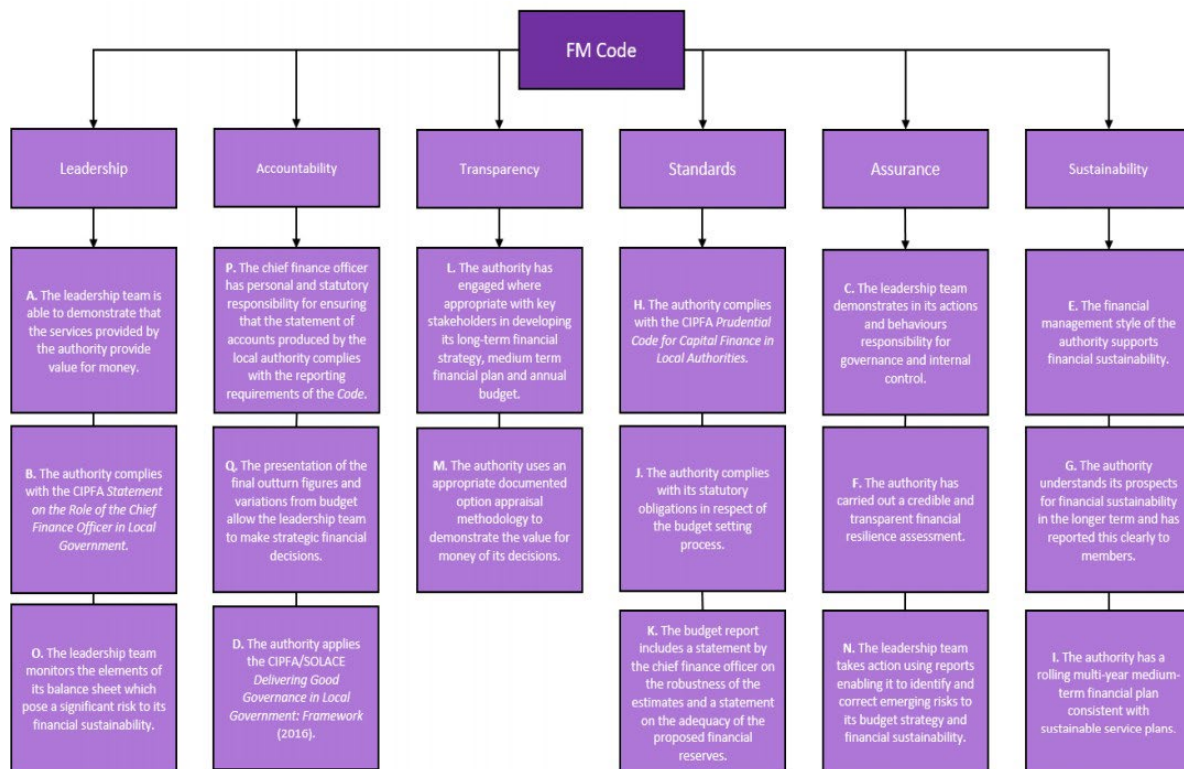 FM Code
Leadership
Accountability
Transparency
Standards
Assurance
Sustainability
A. The leadership team is
able to demonstrate that
the services provided by
the authority provide
value for money.
P. The chief finance officer
has personal and statutory
responsibility for ensuring
that the statement of
accounts produced by the
local authority complies
with the reporting
requirements of the Code.
L. The authority has
engaged where
appropriate with key
stakeholders in developing
its long-term financial
strategy, medium term
financial plan and annual
budget.
H. The authority complies
with the CIPFA Prudential
Code for Capital Finance in
Local Authorities.
C. The leadership team
demonstrates in its actions
and behaviours
responsibility for
governance and internal
control.
E. The financial
management style of the
authority supports
financial sustainability.
B. The authority complies
with the CIPFA Statement
on the Role of the Chief
Finance Officer in Local
Government.
Q. The presentation of the
final outturn figures and
variations from budget
allow the leadership team
to make strategic financial
decisions.
M. The authority uses an
appropriate documented
option appraisal
methodology to
demonstrate the value for
money of its decisions.
J. The authority complies
with its statutory
obligations in respect of
the budget setting
process.
F. The authority has
carried out a credible and
transparent financial
resilience assessment.
G. The authority
understands its prospects
for financial sustainability
in the longer term and has
reported this clearly to
members.
O. The leadership team
monitors the elements of
its balance sheet which
pose a significant risk to its
financial sustainability.
D. The authority applies
the CIPFA/SOLACE
Delivering Good
Governance in Local
Government: Framework
(2016).
K. The budget report
includes a statement by
the chief finance officer on
the robustness of the
estimates and a statement
on the adequacy of the
proposed financial
reserves.
N. The leadership team
takes action using reports
enabling it to identify and
correct emerging risks to
its budget strategy and
financial sustainability.
I. The authority has a
rolling multi-year medium-
term financial plan
consistent with
sustainable service plans.